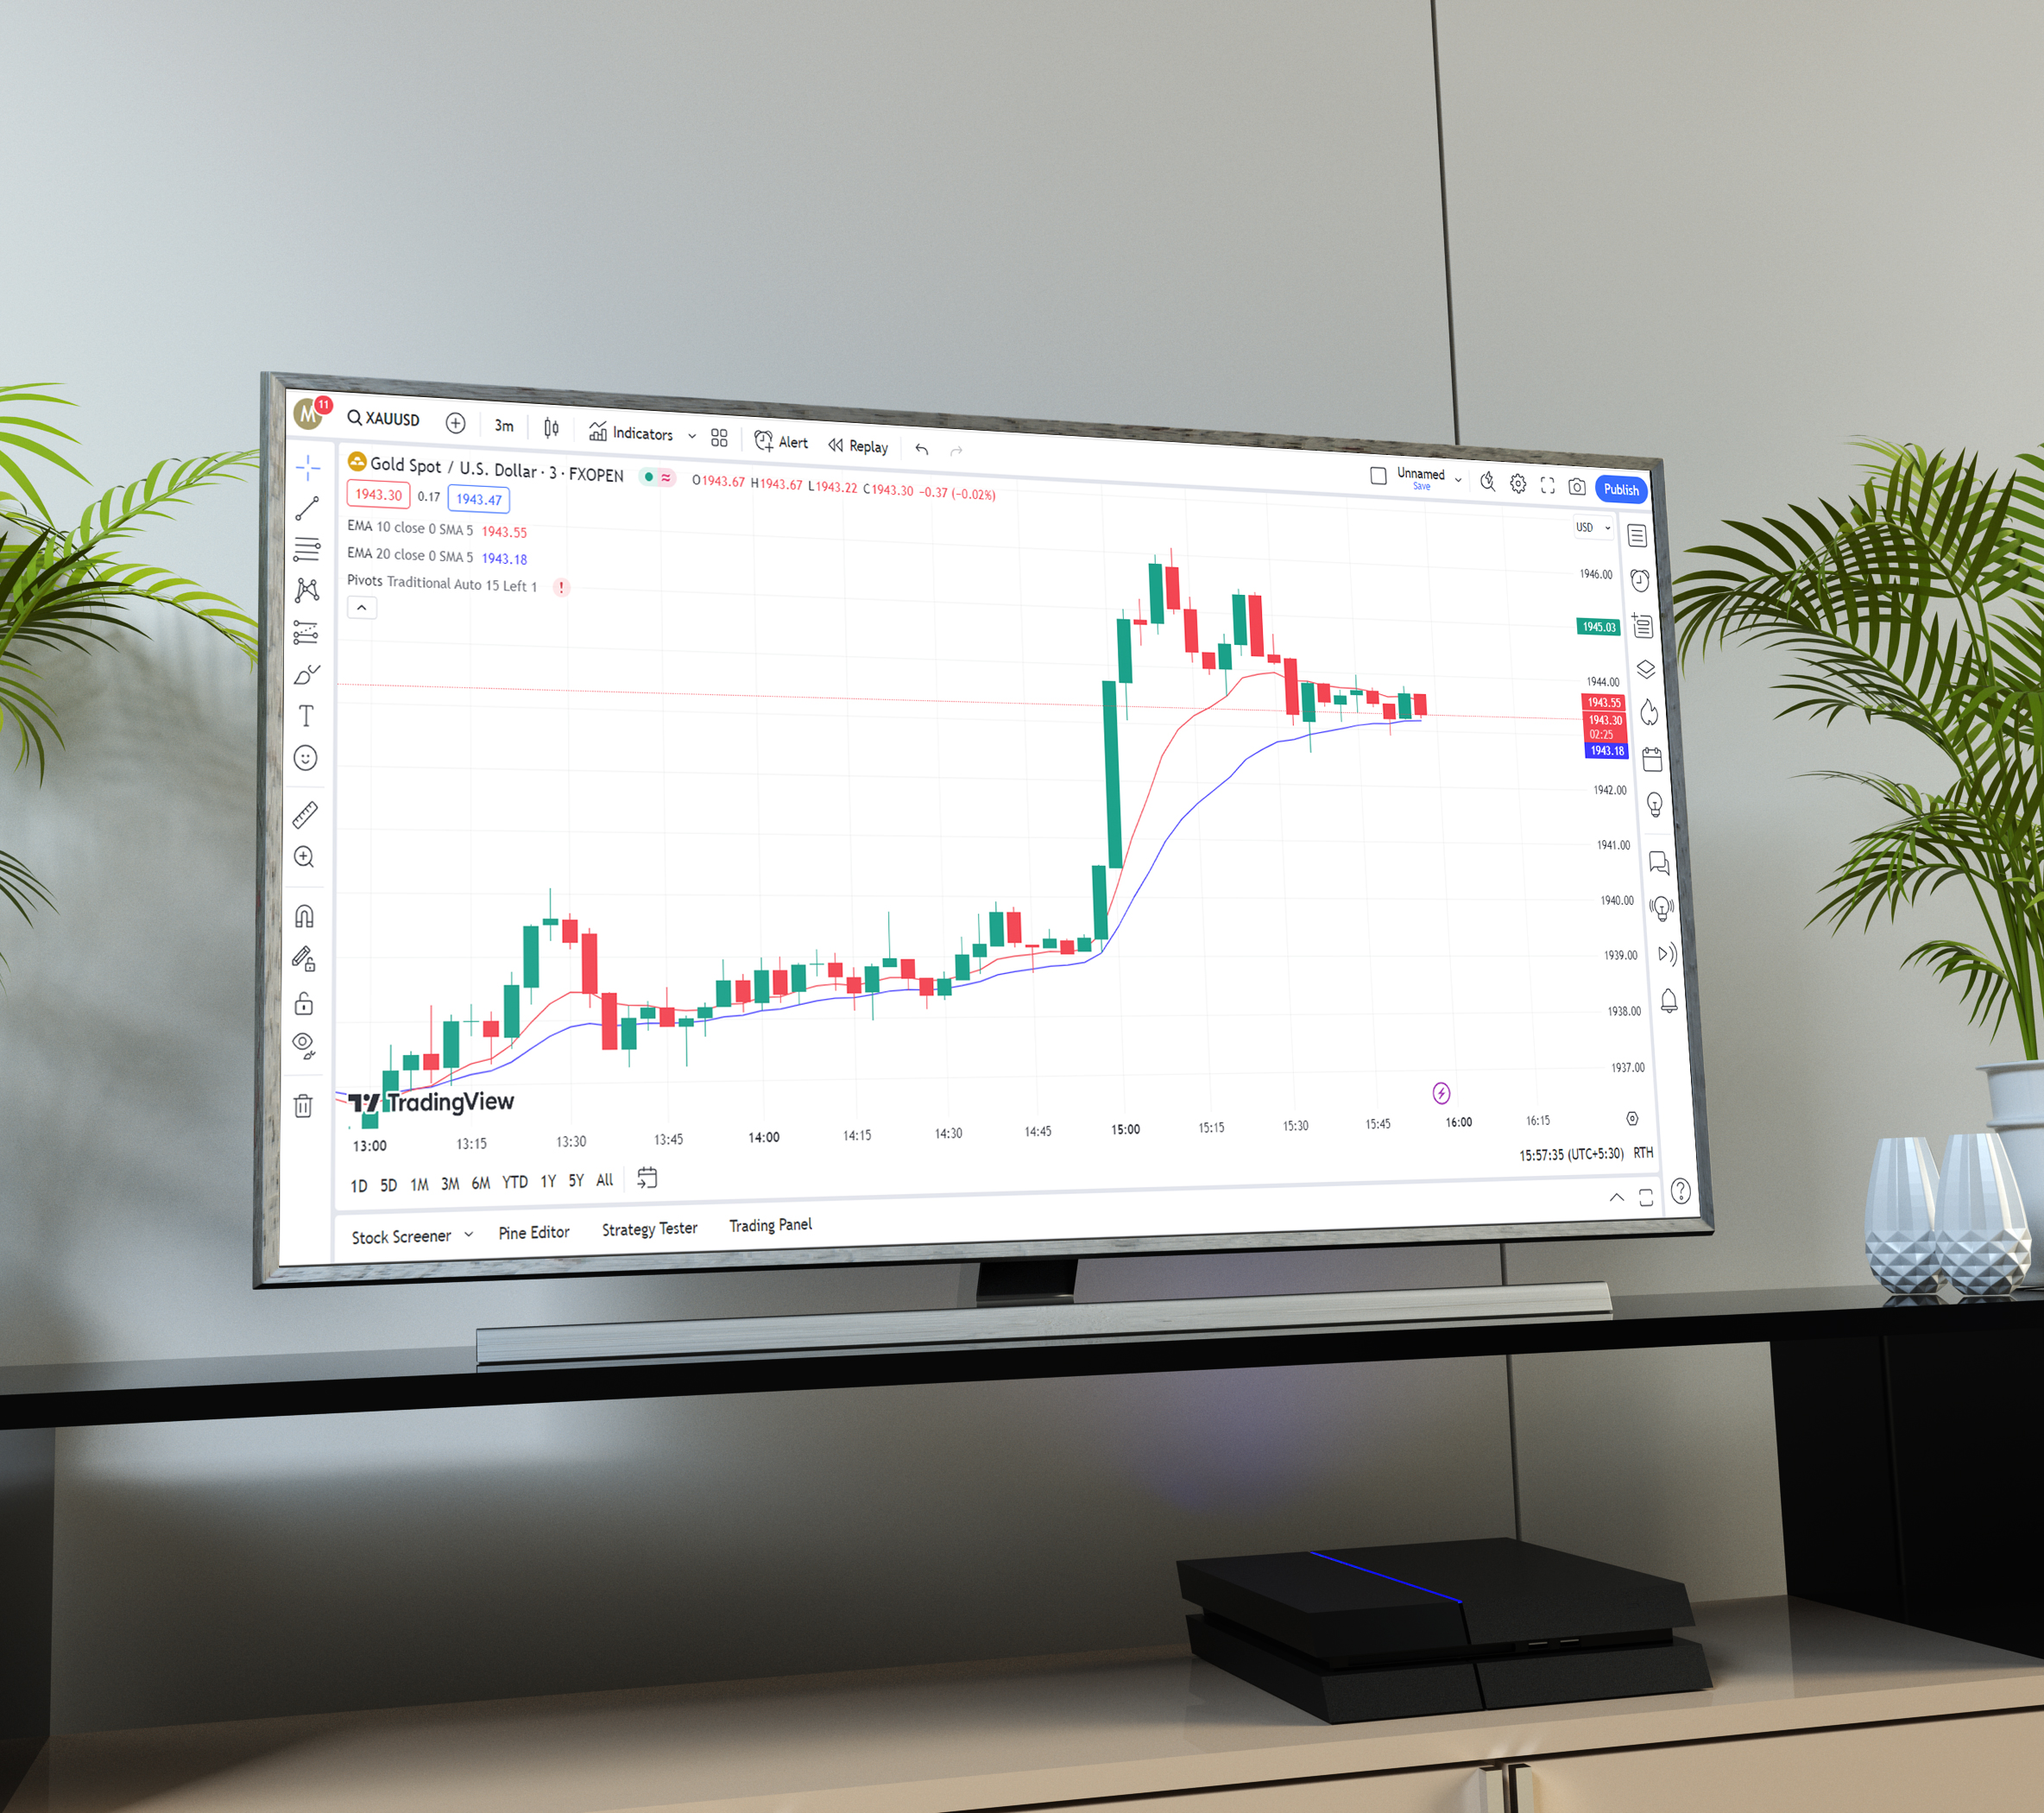 M 11 XAUUSD 3m Indicators Alert Replay Unnamed Publish
Save
Gold Spot / U.S. Dollar · 3 · FXOPEN O1943.67 H1943.67 L1943.22 C1943.30 −0.37 (−0.02%)
1943.30 0.17 1943.47
USD
EMA 10 close 0 SMA 5 1943.55
EMA 20 close 0 SMA 5 1943.18
Pivots Traditional Auto 15 Left 1 !
1946.00
1945.03
1944.00
1943.55
1943.30
02:25
1943.18
1942.00
1941.00
1940.00
1939.00
1938.00
1937.00
TradingView
13:00 13:15 13:30 13:45 14:00 14:15 14:30 14:45 15:00 15:15 15:30 15:45 16:00 16:15
1D 5D 1M 3M 6M YTD 1Y 5Y All 15:57:35 (UTC+5:30) RTH
Stock Screener Pine Editor Strategy Tester Trading Panel